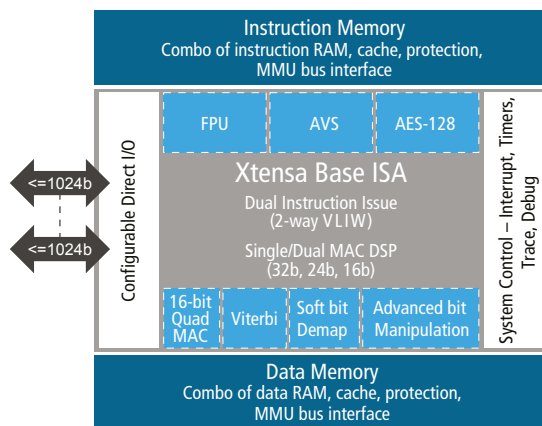 Instruction Memory
Combo of instruction RAM, cache, protection,
MMU bus interface
<=1024b
<=1024b
Configurable Direct I/O
FPU
AVS
AES-128
Xtensa Base ISA
Dual Instruction Issue
(2-way VLIW)
Single/Dual MAC DSP
(32b, 24b, 16b)
16-bit
Quad
MAC
Viterbi
Soft bit
Demap
Advanced bit
Manipulation
System Control – Interrupt, Timers,
Trace, Debug
Data Memory
Combo of data RAM, cache, protection,
MMU bus interface